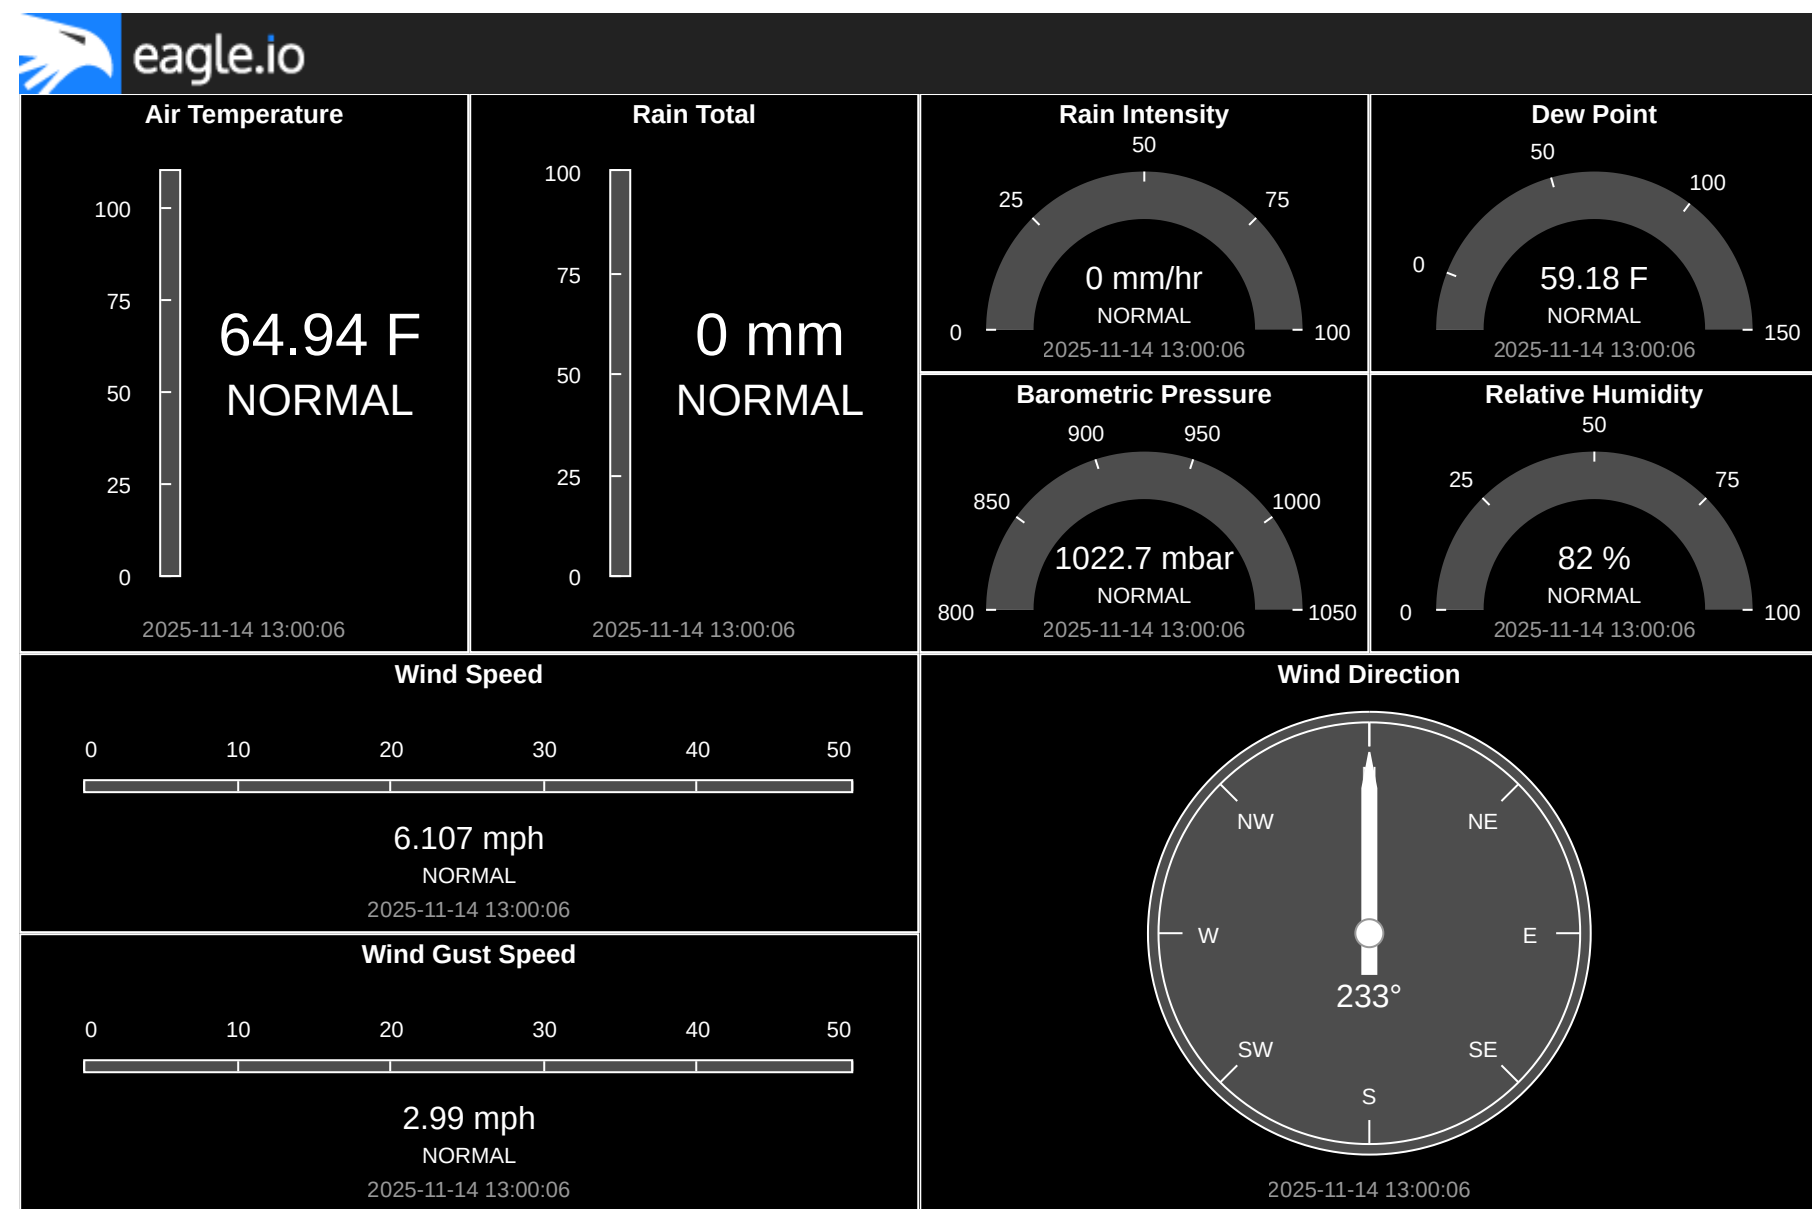 eagle.io
Air Temperature
100
75
50
25
0
64.94 F
NORMAL
2025-11-14 13:00:06
Rain Total
100
75
50
25
0
0 mm
NORMAL
2025-11-14 13:00:06
Rain Intensity
0
25
50
75
100
0 mm/hr
NORMAL
2025-11-14 13:00:06
Dew Point
0
50
100
150
59.18 F
NORMAL
2025-11-14 13:00:06
Barometric Pressure
800
850
900
950
1000
1050
1022.7 mbar
NORMAL
2025-11-14 13:00:06
Relative Humidity
0
25
50
75
100
82 %
NORMAL
2025-11-14 13:00:06
Wind Speed
0 10 20 30 40 50
6.107 mph
NORMAL
2025-11-14 13:00:06
Wind Gust Speed
0 10 20 30 40 50
2.99 mph
NORMAL
2025-11-14 13:00:06
Wind Direction
NW NE
W E
233°
SW SE
S
2025-11-14 13:00:06